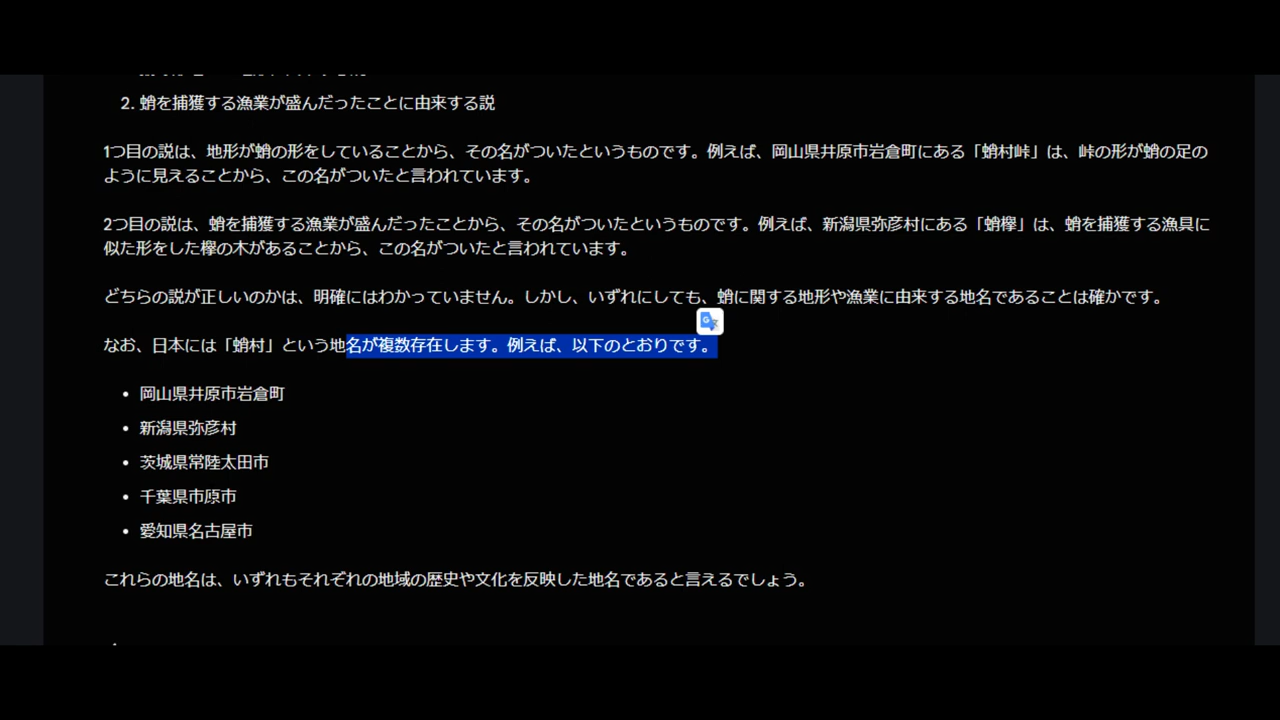 2. 蛸を捕獲する漁業が盛んだったことに由来する説
1つ目の説は、地形が蛸の形をしていることから、その名がついたというものです。例えば、岡山県井原市岩倉町にある「蛸村峠」は、峠の形が蛸の足の
ように見えることから、この名がついたと言われています。
2つ目の説は、蛸を捕獲する漁業が盛んだったことから、その名がついたというものです。例えば、新潟県弥彦村にある「蛸欅」は、蛸を捕獲する漁具に
似た形をした欅の木があることから、この名がついたと言われています。
どちらの説が正しいのかは、明確にはわかっていません。しかし、いずれにしても、蛸に関する地形や漁業に由来する地名であることは確かです。
なお、日本には「蛸村」という地名が複数存在します。例えば、以下のとおりです。
• 岡山県井原市岩倉町
• 新潟県弥彦村
• 茨城県常陸太田市
• 千葉県市原市
• 愛知県名古屋市
これらの地名は、いずれもそれぞれの地域の歴史や文化を反映した地名であると言えるでしょう。